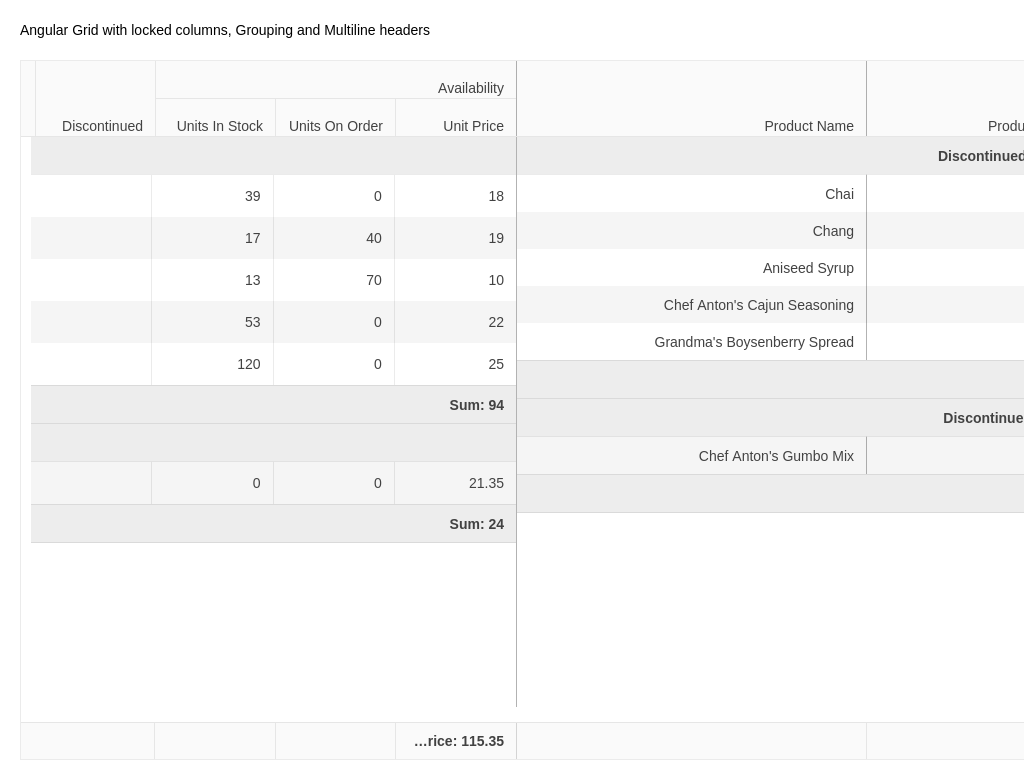 Angular Grid with locked columns, Grouping and Multiline headers
Availability
Discontinued Units In Stock Units On Order Unit Price Product Name Produ
Discontinued
39 0 18 Chai
17 40 19 Chang
13 70 10 Aniseed Syrup
53 0 22 Chef Anton's Cajun Seasoning
120 0 25 Grandma's Boysenberry Spread
Sum: 94
Discontinue
0 0 21.35 Chef Anton's Gumbo Mix
Sum: 24
...rice: 115.35